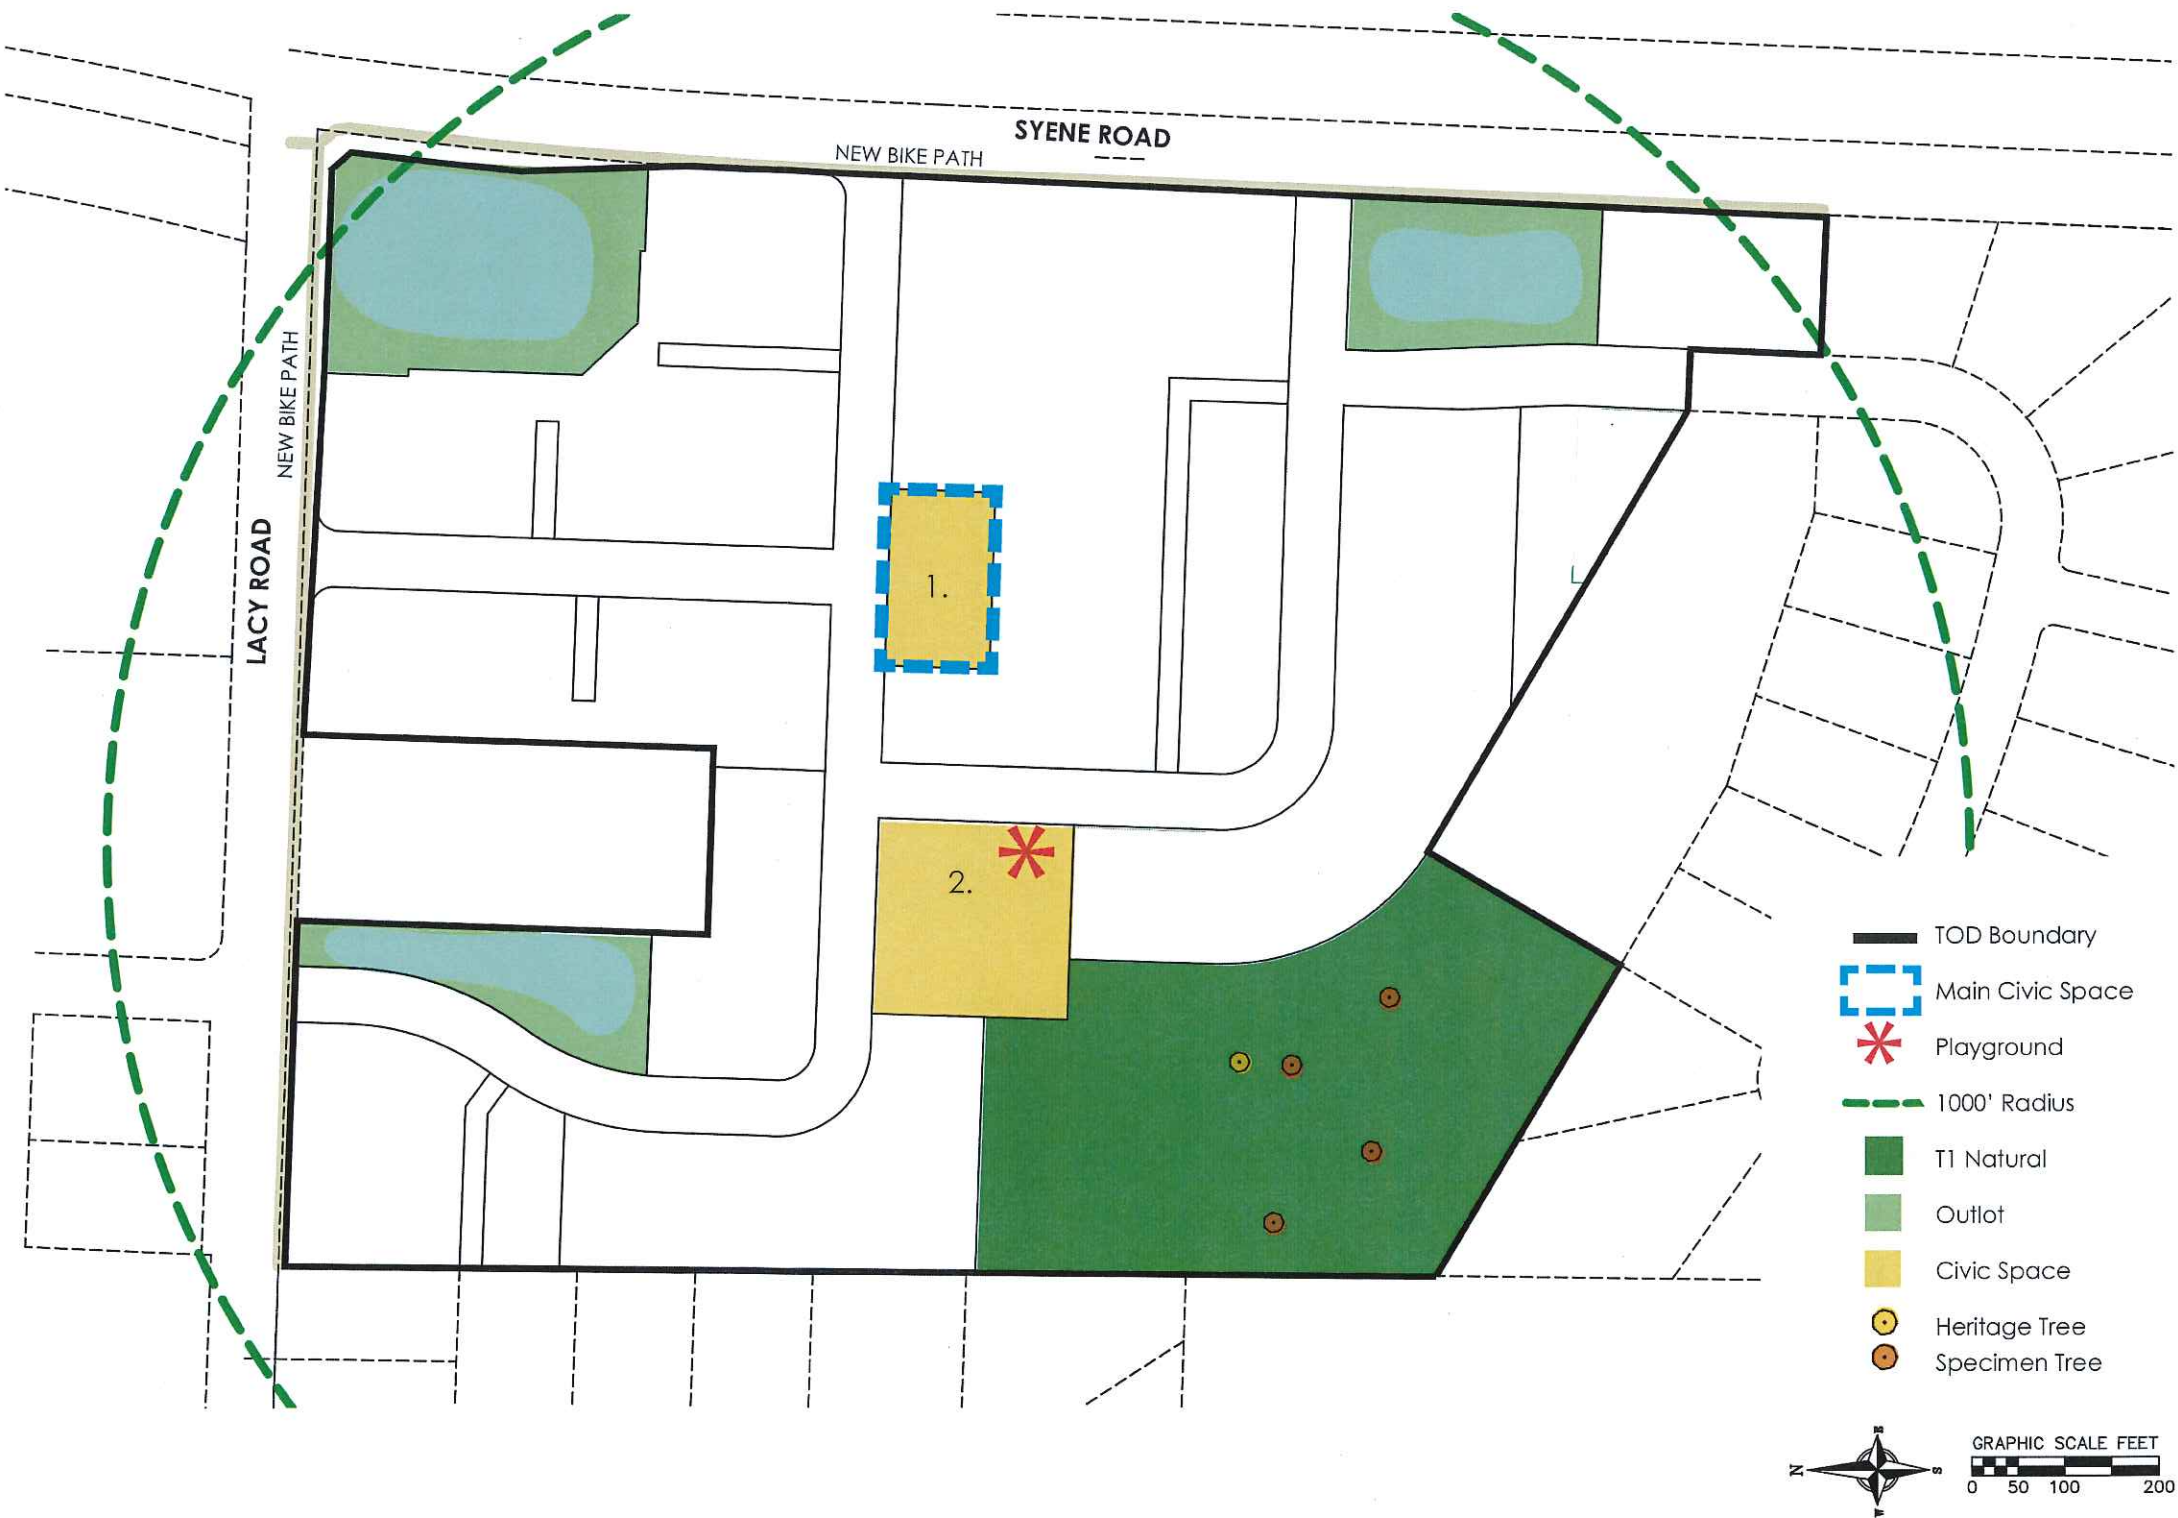 SYENE ROAD
NEW BIKE PATH
NEW BIKE PATH
LACY ROAD
1.
2.
TOD Boundary
Main Civic Space
Playground
1000' Radius
T1 Natural
Outlot
Civic Space
Heritage Tree
Specimen Tree
E
N
S
W
GRAPHIC SCALE FEET
0 50 100 200